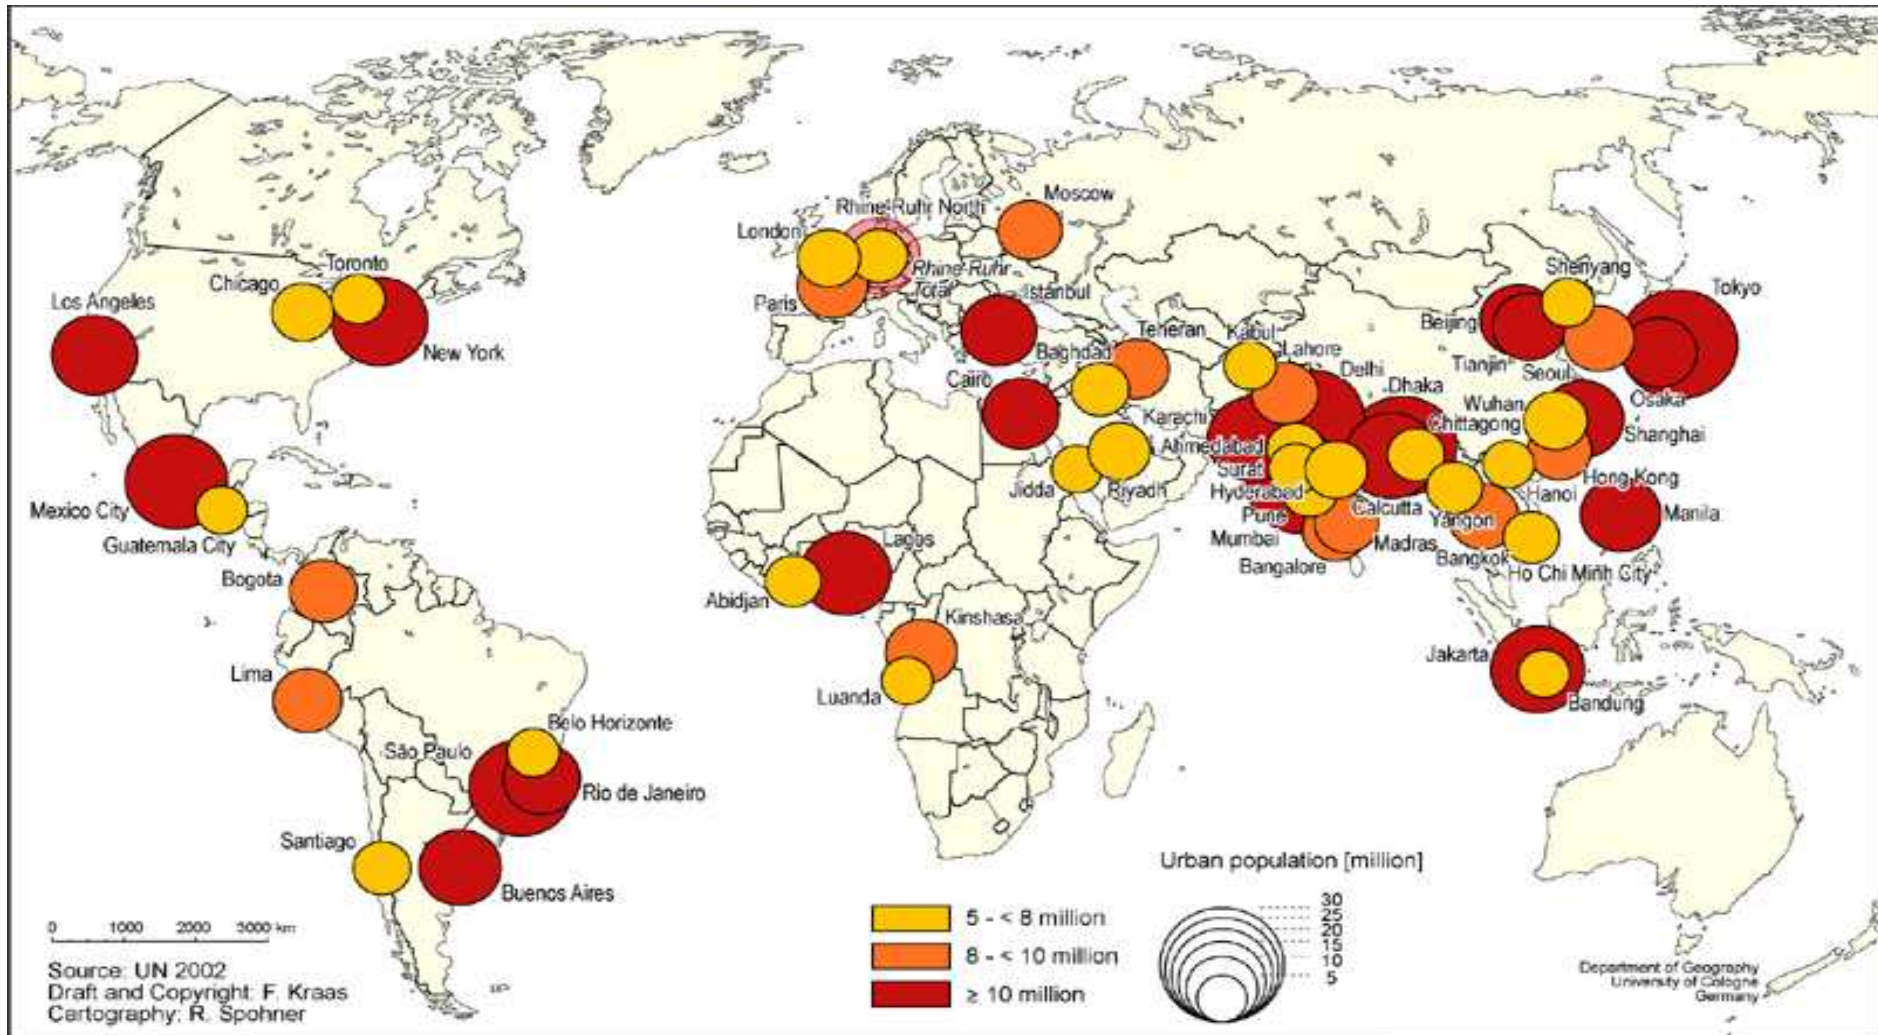 Moscow
Rhine-Ruhr North
London
Rhine-Ruhr
Total
Paris
Istanbul
Toronto
Chicago
Los Angeles
New York
Shenyang
Tokyo
Beijing
Tianjin
Seoul
Osaka
Teheran
Kabul
Lahore
Baghdad
Delhi
Dhaka
Cairo
Karachi
Wuhan
Chittagong
Shanghai
Ahmedabad
Surat
Jidda
Riyadh
Hyderabad
Hanoi
Hong Kong
Mexico City
Pune
Calcutta
Yangon
Manila
Guatemala City
Lagos
Mumbai
Madras
Bangkok
Bangalore
Ho Chi Minh City
Bogota
Abidjan
Kinshasa
Lima
Luanda
Jakarta
Bandung
Belo Horizonte
São Paulo
Rio de Janeiro
Santiago
Buenos Aires
Urban population [million]
30
25
20
15
10
5
5 - < 8 million
8 - < 10 million
≥ 10 million
0 1000 2000 3000 km
Source: UN 2002
Draft and Copyright: F. Kraas
Cartography: R. Spohner
Department of Geography
University of Cologne
Germany